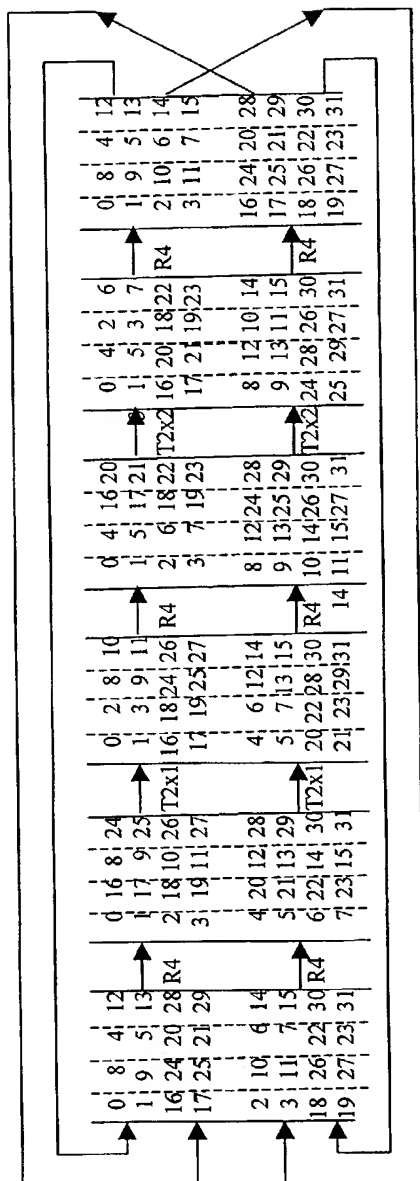 0 8 4 12 0 16 8 24 0 2 8 10 0 4 16 20 0 4 2 6 0 8 4 12
1 9 5 13 1 17 9 25 1 3 9 11 1 5 17 21 1 5 3 7 1 9 5 13
16 24 20 28 R4 2 18 10 26 T2x1 16 18 24 26 R4 2 6 18 22 T2x2 16 20 18 22 R4 2 10 6 14
17 25 21 29 3 19 11 27 17 19 25 27 3 7 19 23 17 21 19 23 3 11 7 15
2 10 6 14 4 20 12 28 4 6 12 14 8 12 24 28 8 12 10 14 16 24 20 28
3 11 7 15 5 21 13 29 5 7 13 15 9 13 25 29 9 13 11 15 17 25 21 29
18 26 22 30 R4 6 22 14 30 T2x1 20 22 28 30 R4 10 14 26 30 T2x2 24 28 26 30 R4 18 26 22 30
19 27 23 31 7 23 15 31 21 23 29 31 14 11 15 27 31 25 29 27 31 19 27 23 31